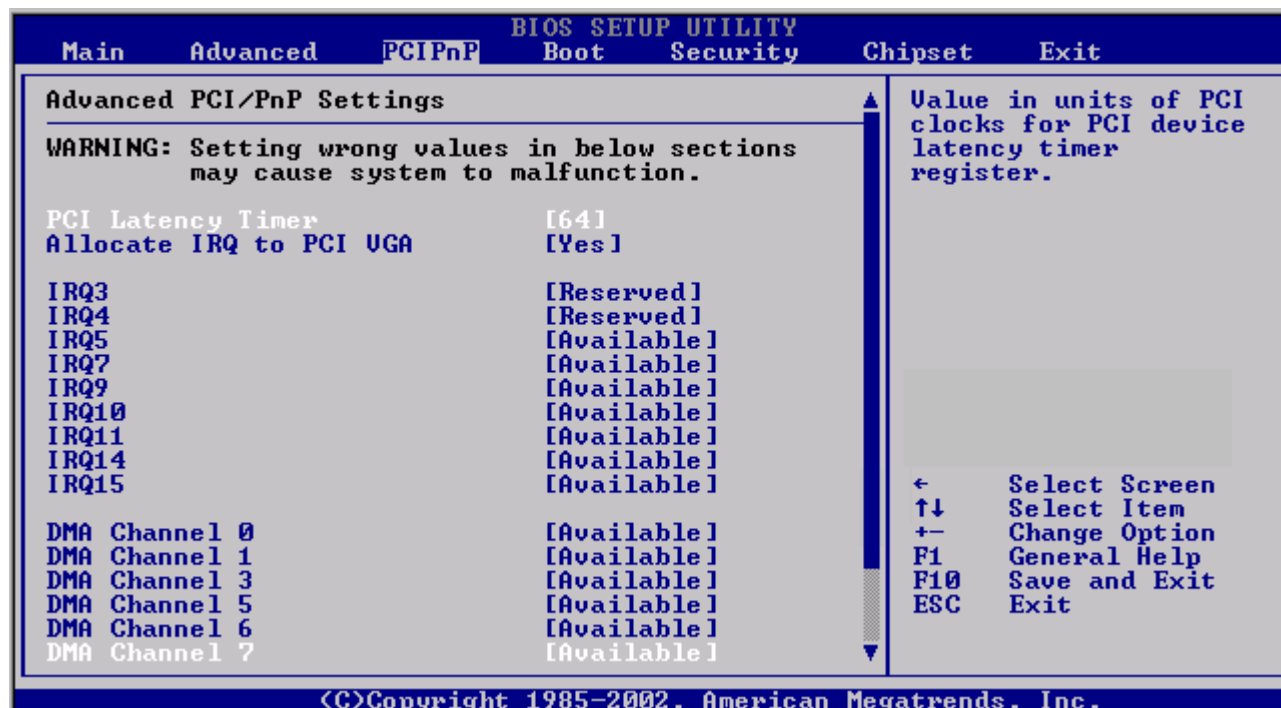 BIOS SETUP UTILITY
Main Advanced PCIPnP Boot Security Chipset Exit
Advanced PCI/PnP Settings
WARNING: Setting wrong values in below sections
may cause system to malfunction.
PCI Latency Timer [64]
Allocate IRQ to PCI VGA [Yes]
IRQ3 [Reserved]
IRQ4 [Reserved]
IRQ5 [Available]
IRQ7 [Available]
IRQ9 [Available]
IRQ10 [Available]
IRQ11 [Available]
IRQ14 [Available]
IRQ15 [Available]
DMA Channel 0 [Available]
DMA Channel 1 [Available]
DMA Channel 3 [Available]
DMA Channel 5 [Available]
DMA Channel 6 [Available]
DMA Channel 7 [Available]
Value in units of PCI
clocks for PCI device
latency timer
register.
← Select Screen
↑↓ Select Item
+- Change Option
F1 General Help
F10 Save and Exit
ESC Exit
(C)Copyright 1985-2002, American Megatrends, Inc.